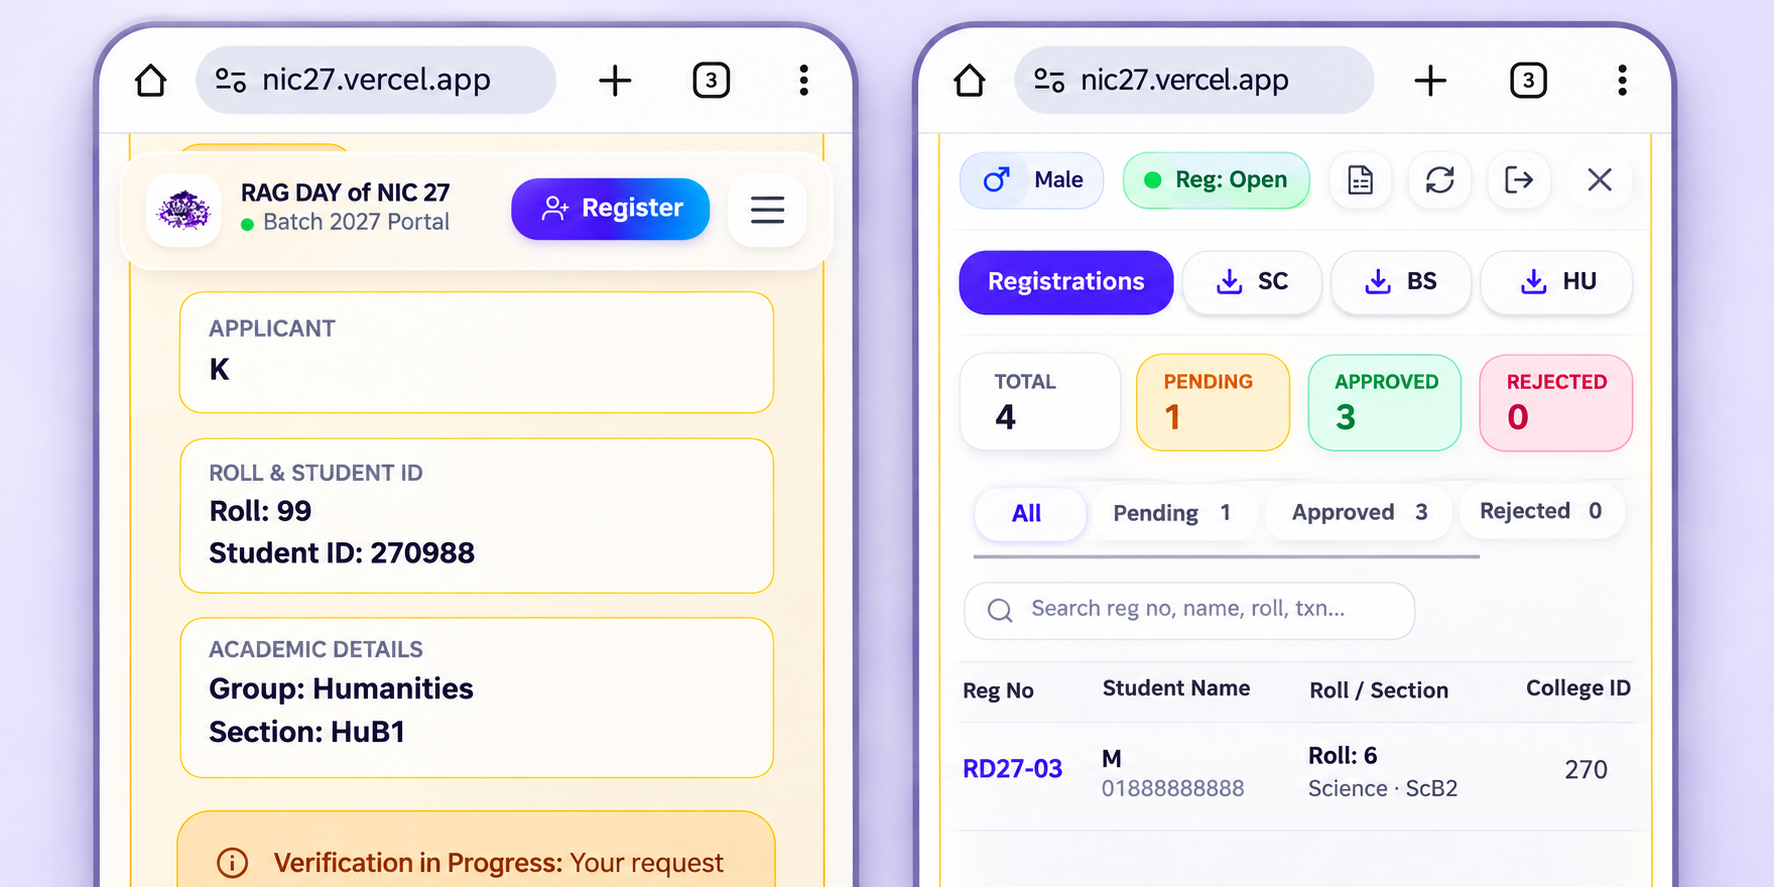 nic27.vercel.app
3
RAG DAY of NIC 27
Batch 2027 Portal
Register
APPLICANT
K
ROLL & STUDENT ID
Roll: 99
Student ID: 270988
ACADEMIC DETAILS
Group: Humanities
Section: HuB1
Verification in Progress: Your request
nic27.vercel.app
3
Male
Reg: Open
Registrations
SC
BS
HU
TOTAL
4
PENDING
1
APPROVED
3
REJECTED
0
All
Pending 1
Approved 3
Rejected 0
Search reg no, name, roll, txn...
Reg No
Student Name
Roll / Section
College ID
RD27-03
M
01888888888
Roll: 6
Science · ScB2
270